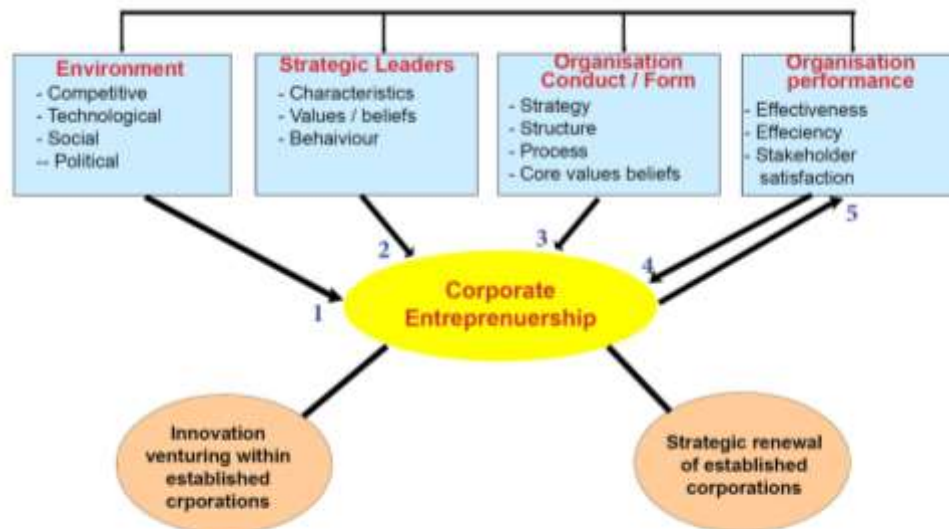 Environment
- Competitive
- Technological
- Social
-- Political
Strategic Leaders
- Characteristics
- Values / beliefs
- Behaiviour
Organisation
Conduct / Form
- Strategy
- Structure
- Process
- Core values beliefs
Organisation
performance
- Effectiveness
- Effeciency
- Stakeholder
satisfaction
1
2
3
4
5
Corporate
Entreprenuership
Innovation
venturing within
established
crporations
Strategic renewal
of established
corporations